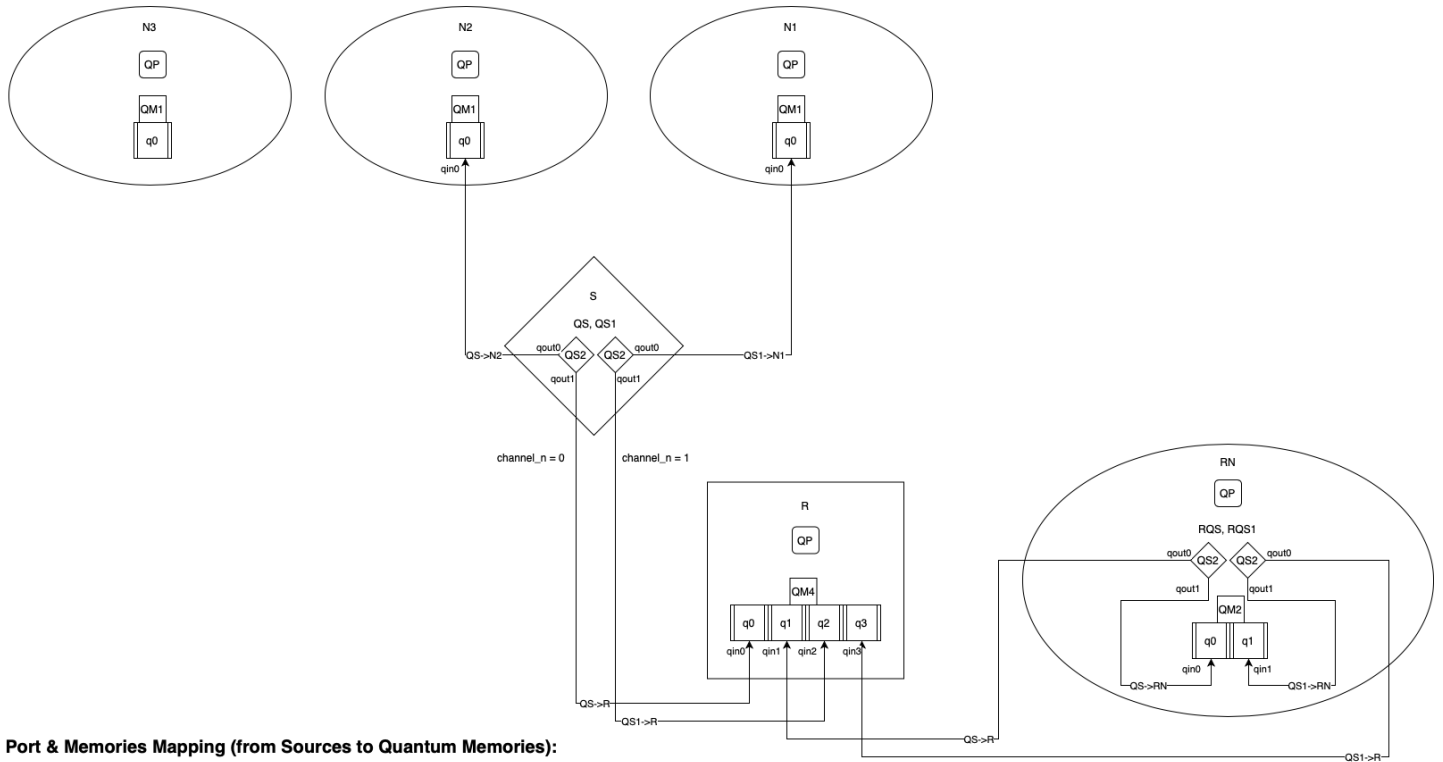 N3
N2
N1
QP
QP
QP
QM1
QM1
QM1
q0
q0
q0
qin0
qin0
S
QS, QS1
qout0
qout0
QS2
QS2
QS->N2
QS1->N1
qout1
qout1
channel_n = 0
channel_n = 1
R
QP
QM4
q0
q1
q2
q3
qin0
qin1
qin2
qin3
RN
QP
RQS, RQS1
qout0
qout0
QS2
QS2
qout1
qout1
QM2
q0
q1
qin0
qin1
QS->RN
QS1->RN
QS->R
QS1->R
QS->R
QS1->R
Port & Memories Mapping (from Sources to Quantum Memories):